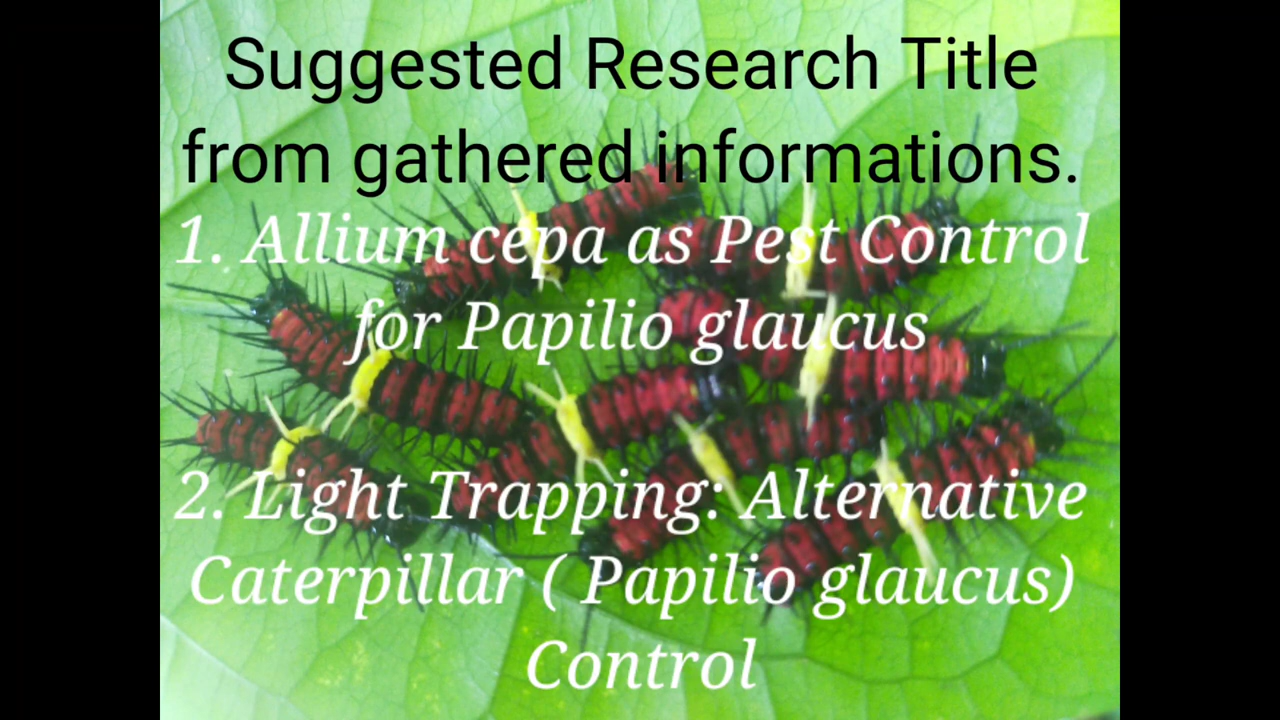 Suggested Research Title
from gathered informations.
1. Allium cepa as Pest Control
for Papilio glaucus
2. Light Trapping: Alternative
Caterpillar ( Papilio glaucus)
Control